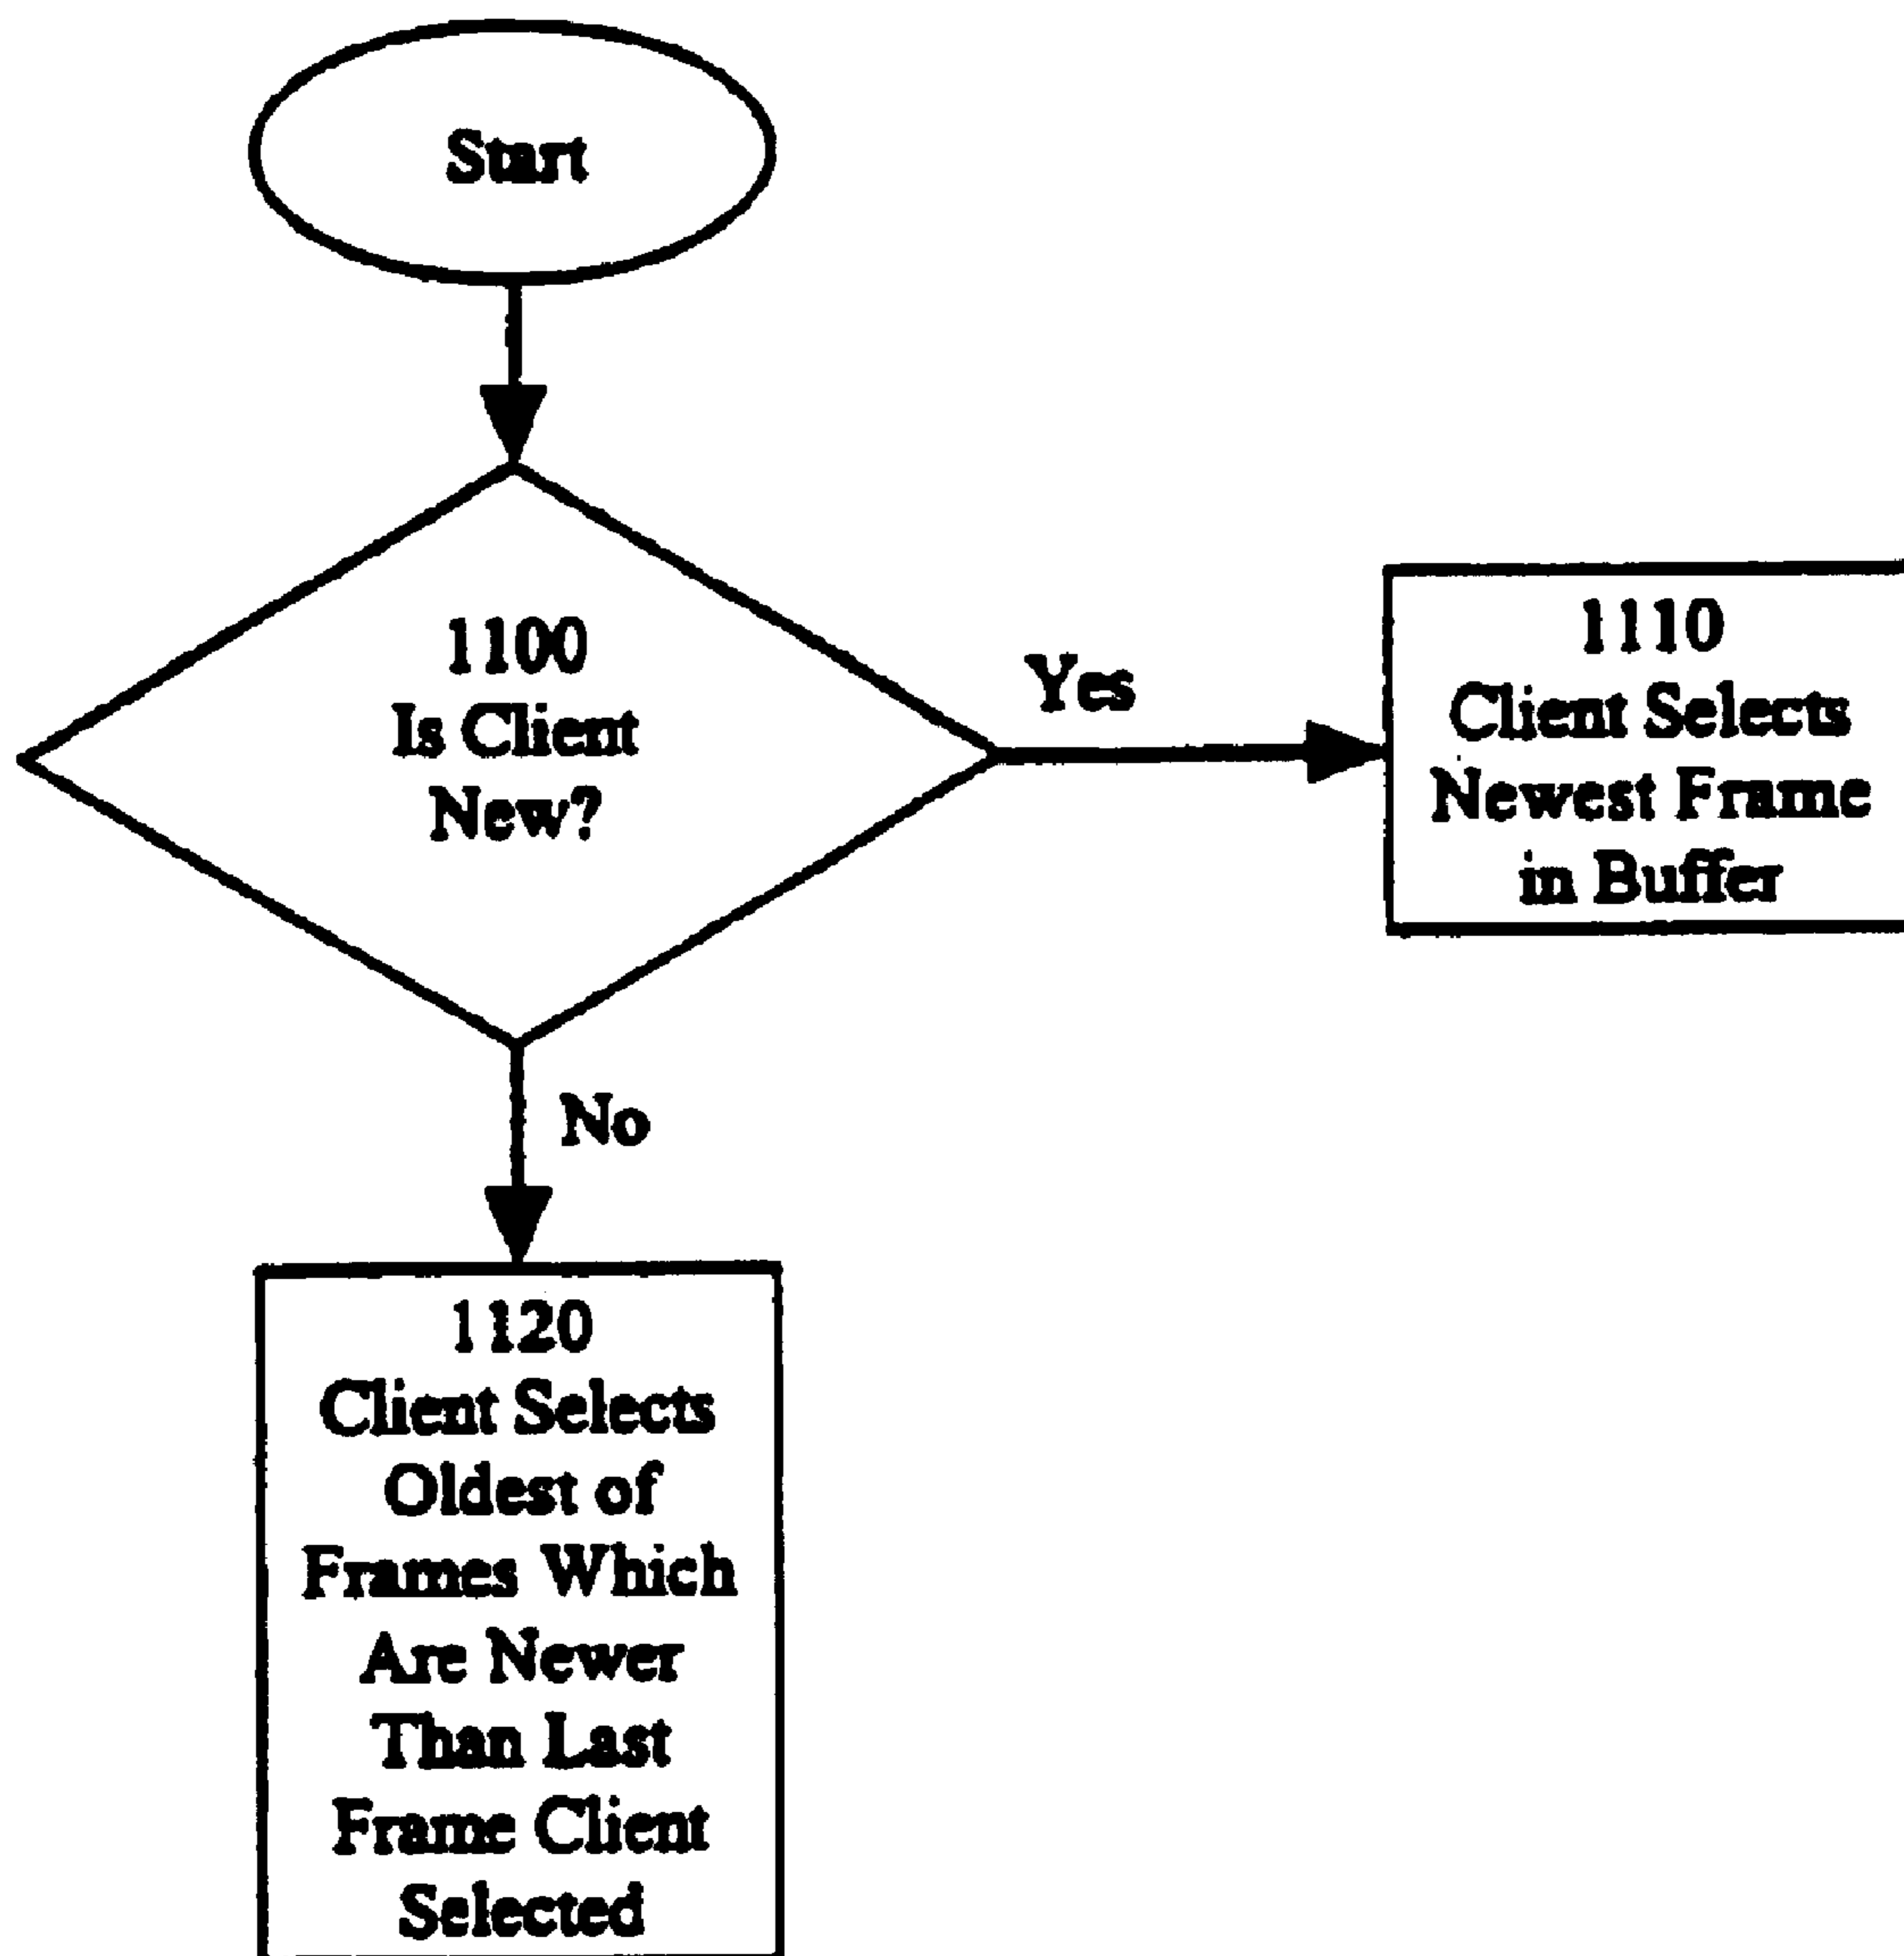 Start
1100
Is Client
New?
Yes
1110
Client Selects
Newest Frame
in Buffer
No
1120
Client Selects
Oldest of
Frames Which
Are Newer
Than Last
Frame Client
Selected